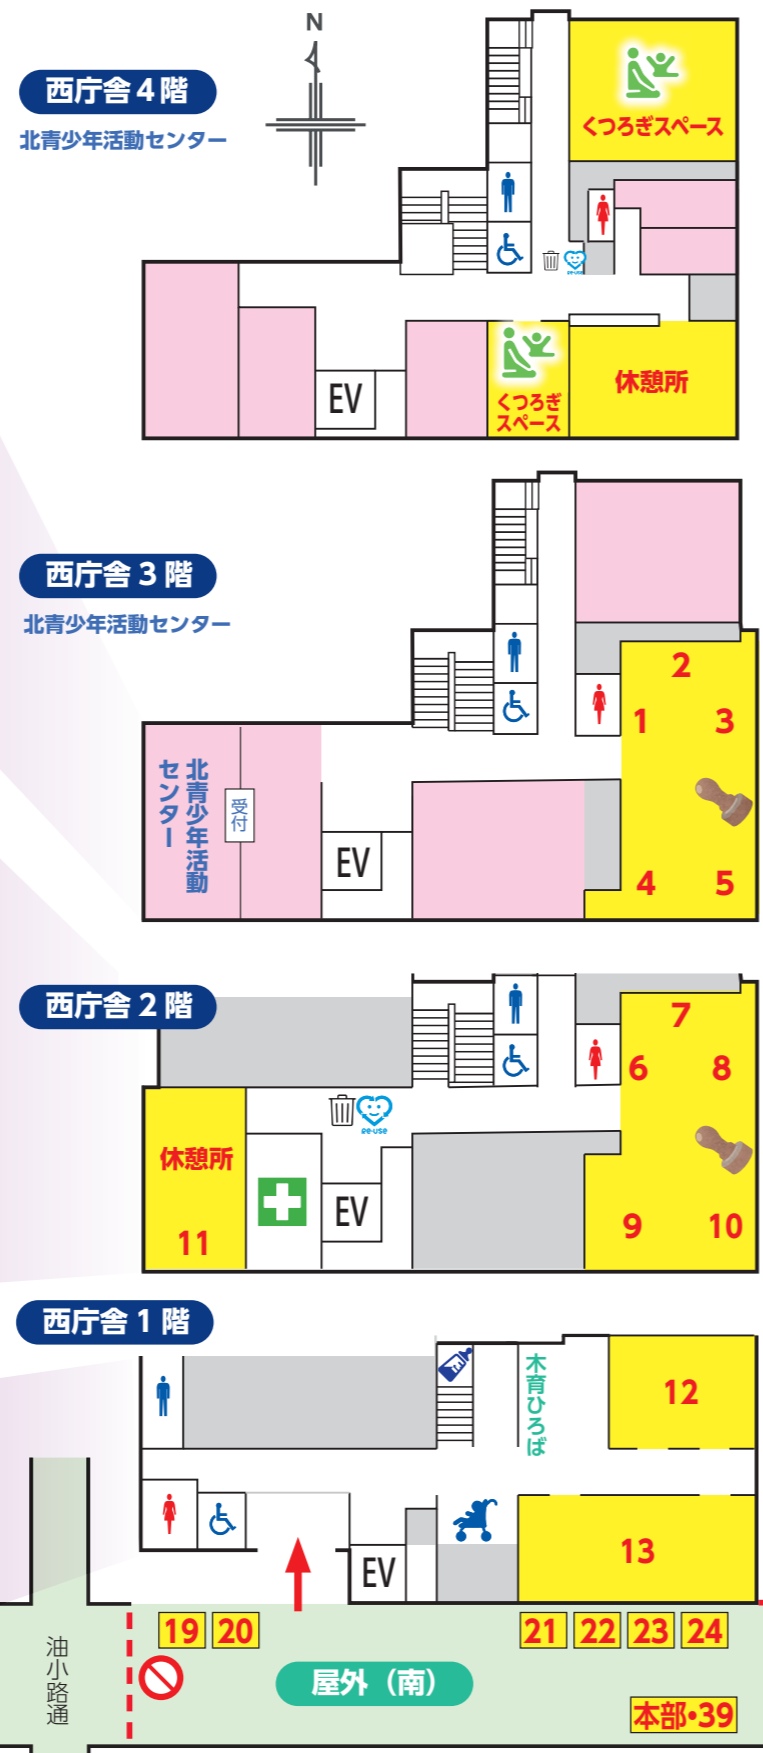 N
西庁舎4階
北青少年活動センター
くつろぎスペース
Re-use
くつろぎ
スペース
休憩所
EV
西庁舎3階
北青少年活動センター
2
1
3
北青少年活動
センター
受付
EV
4
5
西庁舎2階
7
6
8
Re-use
休憩所
11
EV
9
10
西庁舎1階
木育ひろば
12
13
EV
19
20
21
22
23
24
油小路通
屋外（南）
本部・39